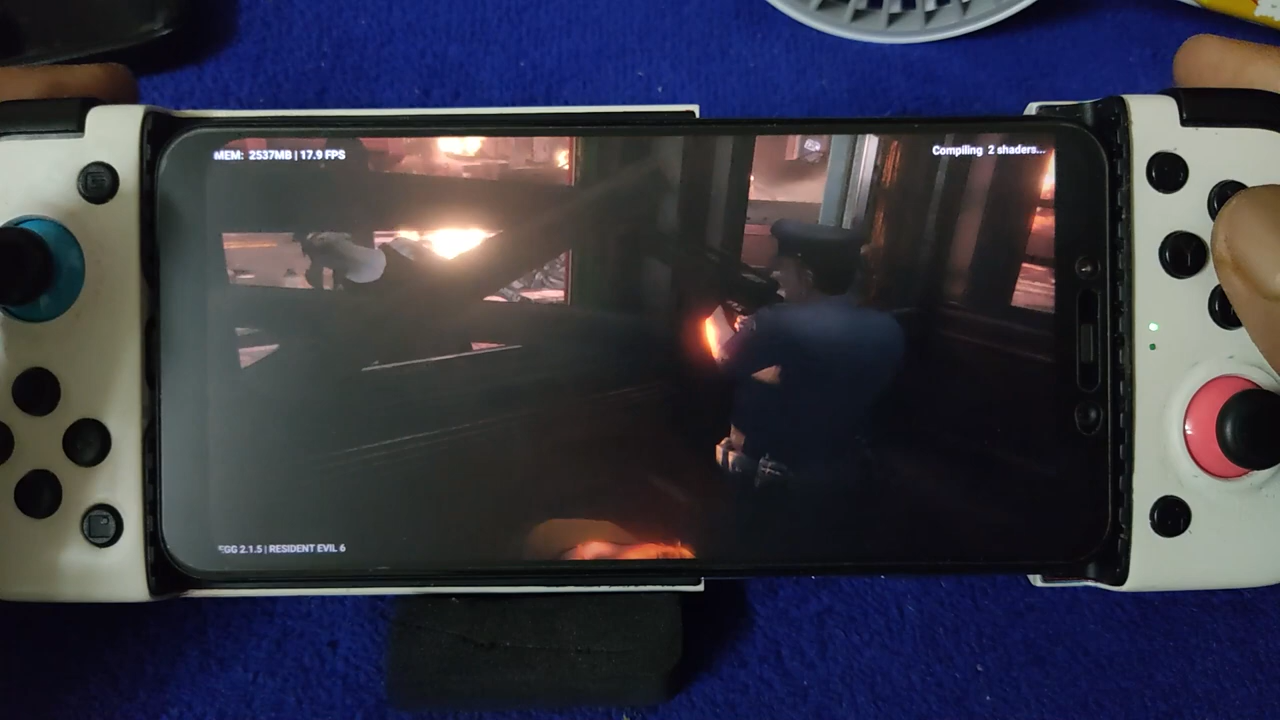 MEM: 2537MB | 17.9 FPS
Compiling 2 shaders...
EGG 2.1.5 | RESIDENT EVIL 6